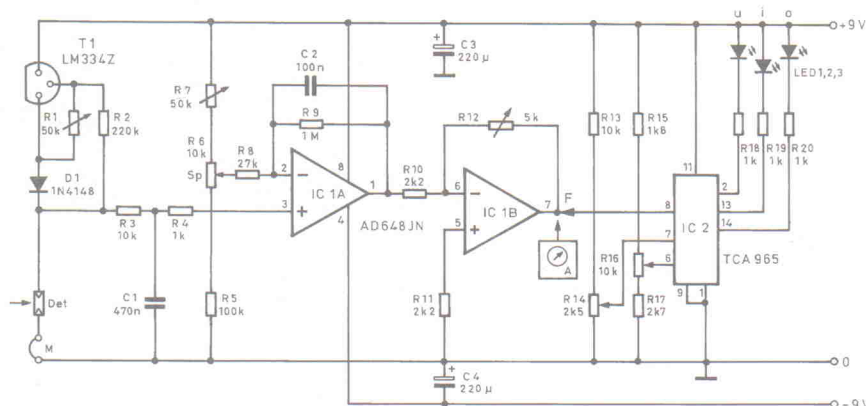 u i o
+9V
T1
LM334Z
C2
100n
+
C3
220µ
LED1,2,3
R1
50k
R2
220k
R7
50k
R9
1M
R12
5k
R13
10k
R15
1k8
R18
1k
R19
1k
R20
1k
R6
10k
Sp
R8
27k
2
8
IC 1A
1
3
4
AD648JN
R10
2k2
6
5
IC 1B
7
F
A
D1
1N4148
R3
10k
R4
1k
11
2
13
14
8
7
6
IC 2
9
1
TCA 965
R16
10k
R14
2k5
R17
2k7
R11
2k2
Det
C1
470n
R5
100k
M
0
+
C4
220µ
-9V